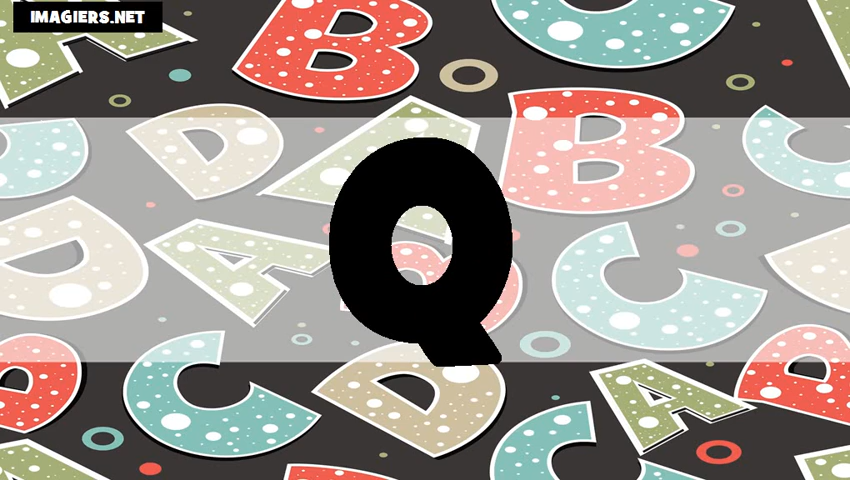 IMAGIERS.NET
A B C
D A B C
D A B C D
D C D A B
A B C
Q